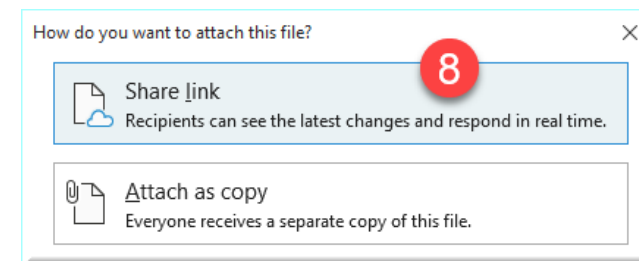 How do you want to attach this file?
8
Share link
Recipients can see the latest changes and respond in real time.
Attach as copy
Everyone receives a separate copy of this file.